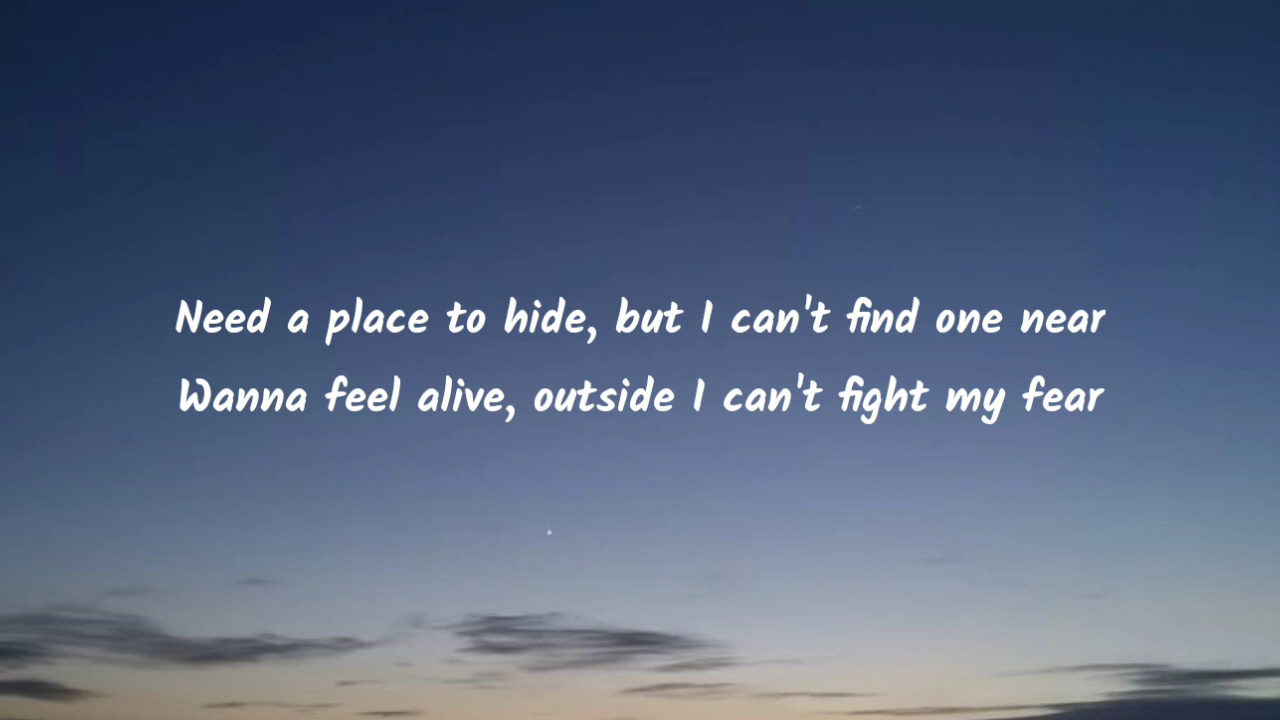 Need a place to hide, but I can't find one near
Wanna feel alive, outside I can't fight my fear